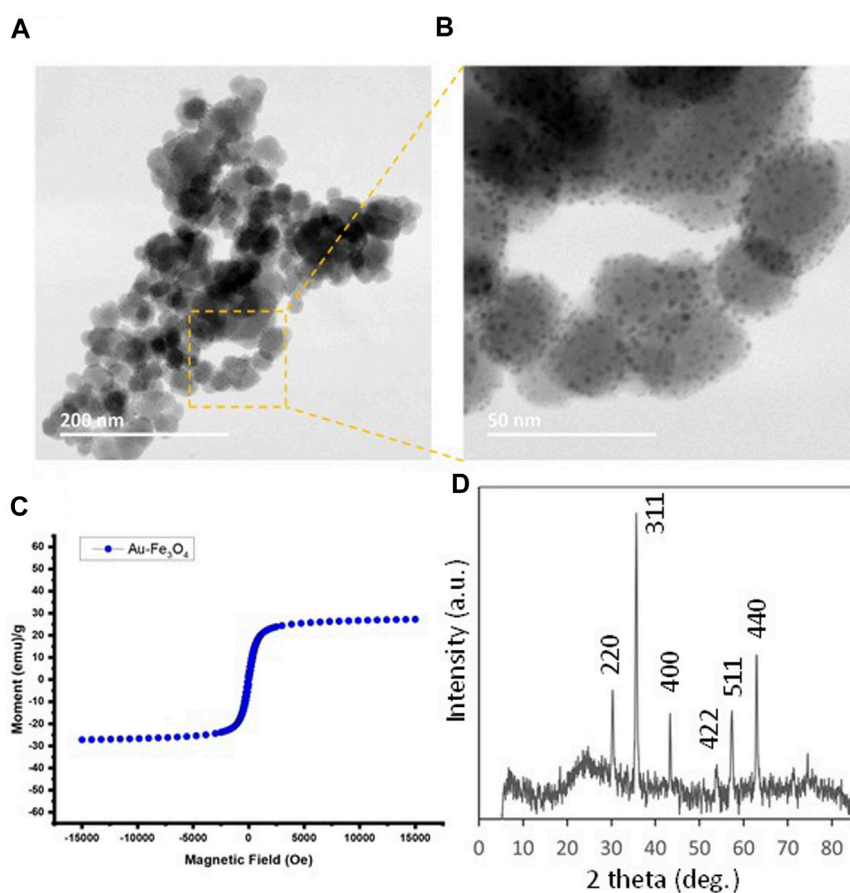 A
B
200 nm
50 nm
C
Au-Fe₃O₄
Moment (emu)/g
60
50
40
30
20
10
0
-10
-20
-30
-40
-50
-60
-15000 -10000 -5000 0 5000 10000 15000
Magnetic Field (Oe)
D
Intensity (a.u.)
220
311
400
422
511
440
0 10 20 30 40 50 60 70 80
2 theta (deg.)